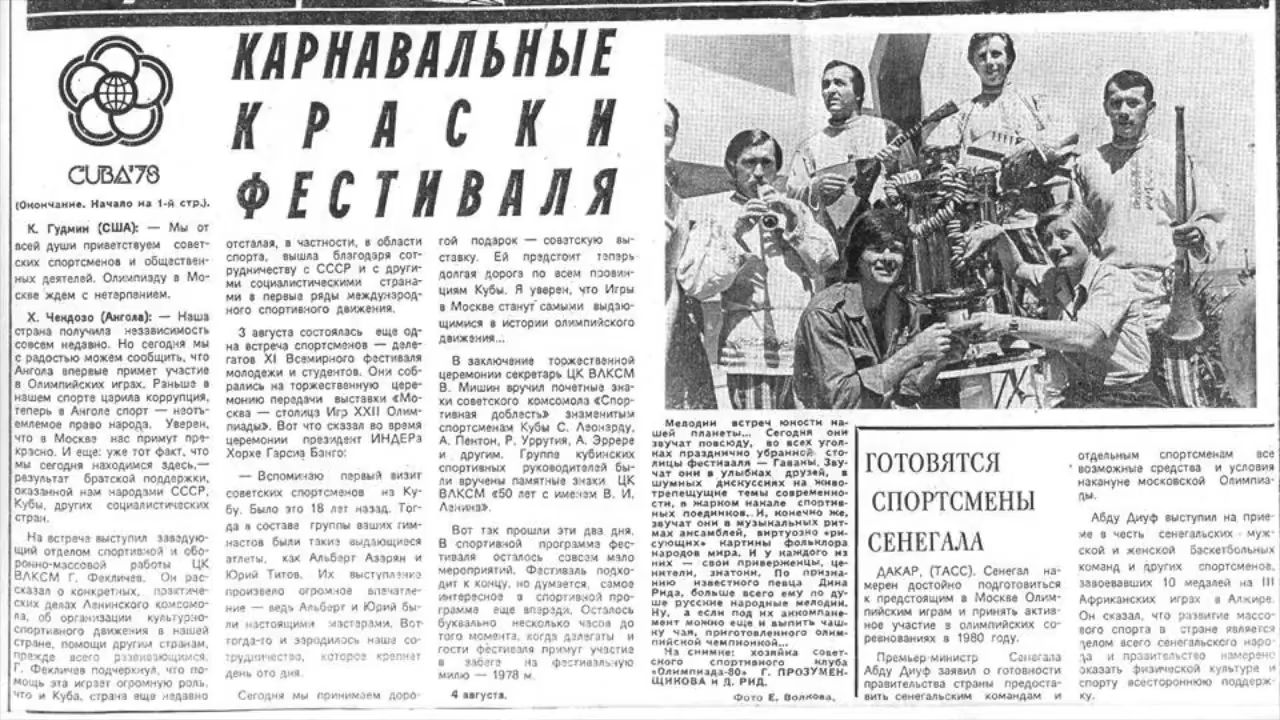 КАРНАВАЛЬНЫЕ
КРАСКИ
ФЕСТИВАЛЯ
CUBA'78
(Окончание. Начало на 1-й стр.).
К. Гудмин (США): — Мы от
всей души приветствуем совет-
ских спортсменов и обществен-
ных деятелей. Олимпиаду в Мо-
скве ждем с нетерпением.
Х. Чендозо (Ангола): — Наша
страна получила независимость
совсем недавно. Но сегодня мы
с радостью можем сообщить, что
Ангола впервые примет участие
в Олимпийских играх. Раньше в
нашем спорте царила коррупция,
теперь в Анголе спорт — неотъ-
емлемое право народа. Уверен,
что в Москве нас примут пре-
красно. И еще: уже тот факт, что
мы сегодня находимся здесь,—
результат братской поддержки,
оказанной нам народами СССР,
Кубы, других социалистических
стран.
На встрече выступил заведую-
щий отделом спортивной и обо-
ронно-массовой работы ЦК
ВЛКСМ Г. Фекличев. Он рас-
сказал о конкретных, практиче-
ских делах Ленинского комсомо-
ла, об организации культурно-
спортивного движения в нашей
стране, помощи другим странам,
прежде всего развивающимся.
Г. Фекличев подчеркнул, что по-
мощь эта играет огромную роль,
что и Куба, страна еще недавно
отсталая, в частности, в области
спорта, вышла благодаря сот-
рудничеству с СССР и с други-
ми социалистическими страна-
ми в первые ряды международ-
ного спортивного движения.
3 августа состоялась еще од-
на встреча спортсменов — деле-
гатов XI Всемирного фестиваля
молодежи и студентов. Они соб-
рались на торжественную цере-
монию передачи выставки «Мо-
сква — столица Игр XXII Олим-
пиады». Вот что сказал во время
церемонии президент ИНДЕРа
Хорхе Гарсиа Банго:
— Вспоминаю первый визит
советских спортсменов на Ку-
бу. Было это 18 лет назад. Тог-
да в составе группы ваших гим-
настов были такие выдающиеся
атлеты, как Альберт Азарян и
Юрий Титов. Их выступление
произвело огромное впечатле-
ние — ведь Альберт и Юрий бы-
ли настоящими мастерами. Вот
тогда-то и зародилось наше со-
трудничество, которое крепнет
день ото дня.
Сегодня мы принимаем доро-
гой подарок — советскую вы-
ставку. Ей предстоит теперь
долгая дорога по всем провин-
циям Кубы. Я уверен, что Игры
в Москве станут самыми выдаю-
щимися в истории олимпийского
движения...
В заключение торжественной
церемонии секретарь ЦК ВЛКСМ
В. Мишин вручил почетные зна-
ки советского комсомола «Спор-
тивная доблесть» знаменитым
спортсменам Кубы С. Леонарду,
А. Пентон, Р. Уррутия, А. Эррере
и другим. Группе кубинских
спортивных руководителей бы-
ли вручены памятные знаки ЦК
ВЛКСМ «50 лет с именем В. И.
Ленина».
Вот так прошли эти два дня.
В спортивной программе фес-
тиваля осталось совсем мало
мероприятий. Фестиваль подхо-
дит к концу, но думается, самое
интересное в спортивной про-
грамме еще впереди. Осталось
буквально несколько часов до
того момента, когда делегаты и
гости фестиваля примут участие
в забеге на фестивальную
милю — 1978 м.
4 августа.
Мелодии встреч юности на-
шей планеты... Сегодня они
звучат повсюду, во всех угол-
ках празднично убранной сто-
лицы фестиваля — Гаваны. Зву-
чат они в улыбках друзей, в
шумных дискуссиях на живо-
трепещущие темы современно-
сти, в жарком накале спортив-
ных поединков. И, конечно же,
звучат они в музыкальных рит-
мах ансамблей, виртуозно «ри-
сующих» картины фольклора
народов мира. И у каждого из
них — свои приверженцы, це-
нители, знатоки. По призна-
нию известного певца Дина
Рида, больше всего ему по ду-
ше русские народные мелодии.
Ну, а если под их аккомпане-
мент можно еще и выпить чаш-
ку чая, приготовленного олим-
пийской чемпионкой...
На снимке: хозяйка совет-
ского спортивного клуба
«Олимпиада-80» Г. ПРОЗУМЕН-
ЩИКОВА и Д. РИД.
Фото Е. Волкова.
ГОТОВЯТСЯ
СПОРТСМЕНЫ
СЕНЕГАЛА
ДАКАР, (ТАСС). Сенегал на-
мерен достойно подготовиться
к предстоящим в Москве Олим-
пийским играм и принять актив-
ное участие в олимпийских со-
ревнованиях в 1980 году.
Премьер-министр Сенегала
Абду Диуф заявил о готовности
правительства страны предоста-
вить сенегальским командам и
отдельным спортсменам все
возможные средства и условия
накануне московской Олимпиа-
ды.
Абду Диуф выступил на прие-
ме в честь сенегальских муж-
ской и женской баскетбольных
команд и других спортсменов,
завоевавших 10 медалей на III
Африканских играх в Алжире.
Он сказал, что развитие массо-
вого спорта в стране является
целом всего сенегальского наро-
да и правительство намерено
оказать физической культуре и
спорту всестороннюю поддерж-
ку.